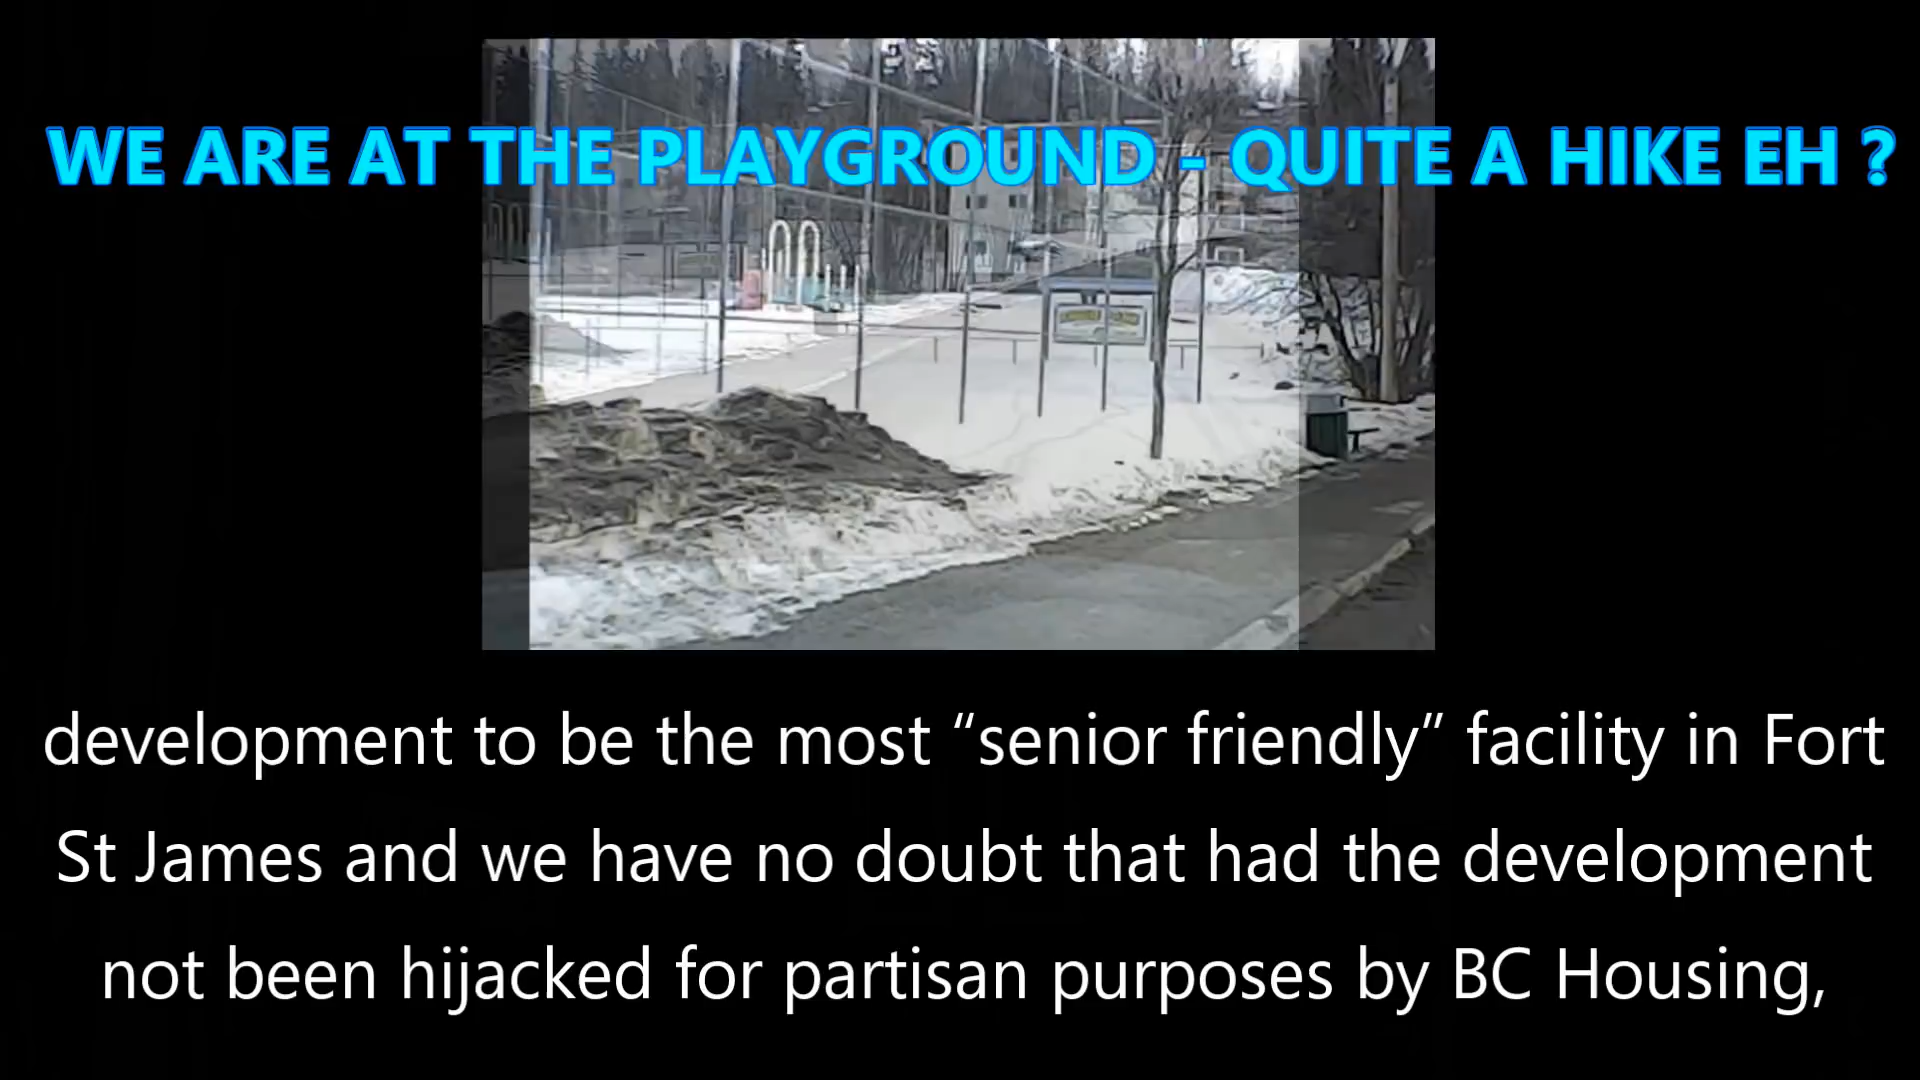 WE ARE AT THE PLAYGROUND - QUITE A HIKE EH ?
development to be the most “senior friendly” facility in Fort
St James and we have no doubt that had the development
not been hijacked for partisan purposes by BC Housing,